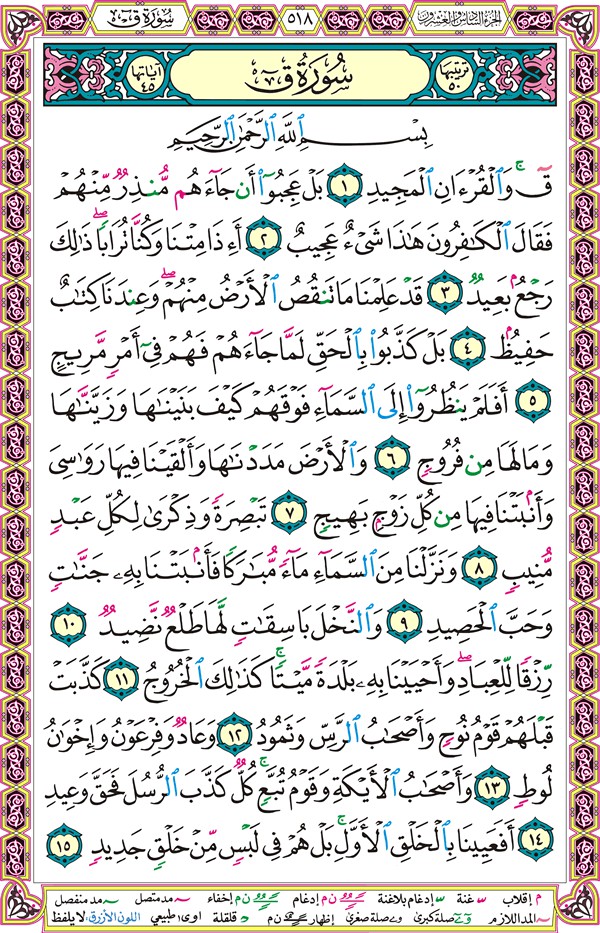 الجزء السادس والعشرون ٥١٨ سُورَة قٓ
ترتيبها ٥٠ سُورَةُ قٓ آياتها ٤٥
بِسْمِ ٱللَّهِ ٱلرَّحْمَٰنِ ٱلرَّحِيمِ
قٓۚ وَٱلْقُرْءَانِ ٱلْمَجِيدِ ١ بَلْ عَجِبُوٓا۟ أَن جَآءَهُم مُّنذِرٌ مِّنْهُمْ
فَقَالَ ٱلْكَٰفِرُونَ هَٰذَا شَىْءٌ عَجِيبٌ ٢ أَءِذَا مِتْنَا وَكُنَّا تُرَابًاۖ ذَٰلِكَ
رَجْعٌۢ بَعِيدٌ ٣ قَدْ عَلِمْنَا مَا تَنقُصُ ٱلْأَرْضُ مِنْهُمْۖ وَعِندَنَا كِتَٰبٌ
حَفِيظٌۢ ٤ بَلْ كَذَّبُوا۟ بِٱلْحَقِّ لَمَّا جَآءَهُمْ فَهُمْ فِىٓ أَمْرٍ مَّرِيجٍ
٥ أَفَلَمْ يَنظُرُوٓا۟ إِلَى ٱلسَّمَآءِ فَوْقَهُمْ كَيْفَ بَنَيْنَٰهَا وَزَيَّنَّٰهَا
وَمَا لَهَا مِن فُرُوجٍ ٦ وَٱلْأَرْضَ مَدَدْنَٰهَا وَأَلْقَيْنَا فِيهَا رَوَٰسِىَ
وَأَنۢبَتْنَا فِيهَا مِن كُلِّ زَوْجٍۭ بَهِيجٍ ٧ تَبْصِرَةً وَذِكْرَىٰ لِكُلِّ عَبْدٍ
مُّنِيبٍ ٨ وَنَزَّلْنَا مِنَ ٱلسَّمَآءِ مَآءً مُّبَٰرَكًا فَأَنۢبَتْنَا بِهِۦ جَنَّٰتٍ
وَحَبَّ ٱلْحَصِيدِ ٩ وَٱلنَّخْلَ بَاسِقَٰتٍ لَّهَا طَلْعٌ نَّضِيدٌ ١٠
رِّزْقًا لِّلْعِبَادِۖ وَأَحْيَيْنَا بِهِۦ بَلْدَةً مَّيْتًاۚ كَذَٰلِكَ ٱلْخُرُوجُ ١١ كَذَّبَتْ
قَبْلَهُمْ قَوْمُ نُوحٍ وَأَصْحَٰبُ ٱلرَّسِّ وَثَمُودُ ١٢ وَعَادٌ وَفِرْعَوْنُ وَإِخْوَٰنُ
لُوطٍ ١٣ وَأَصْحَٰبُ ٱلْأَيْكَةِ وَقَوْمُ تُبَّعٍۚ كُلٌّ كَذَّبَ ٱلرُّسُلَ فَحَقَّ وَعِيدِ
١٤ أَفَعَيِينَا بِٱلْخَلْقِ ٱلْأَوَّلِۚ بَلْ هُمْ فِى لَبْسٍ مِّنْ خَلْقٍ جَدِيدٍ ١٥
م إقلاب غنة إدغام بلاغنة ن م إدغام ن م إخفاء مد متصل مد منفصل
المد اللازم صلة كبرى صلة صغرى إظهار ن م قلقلة اوى طبيعي اللون الأزرق: لا يلفظ